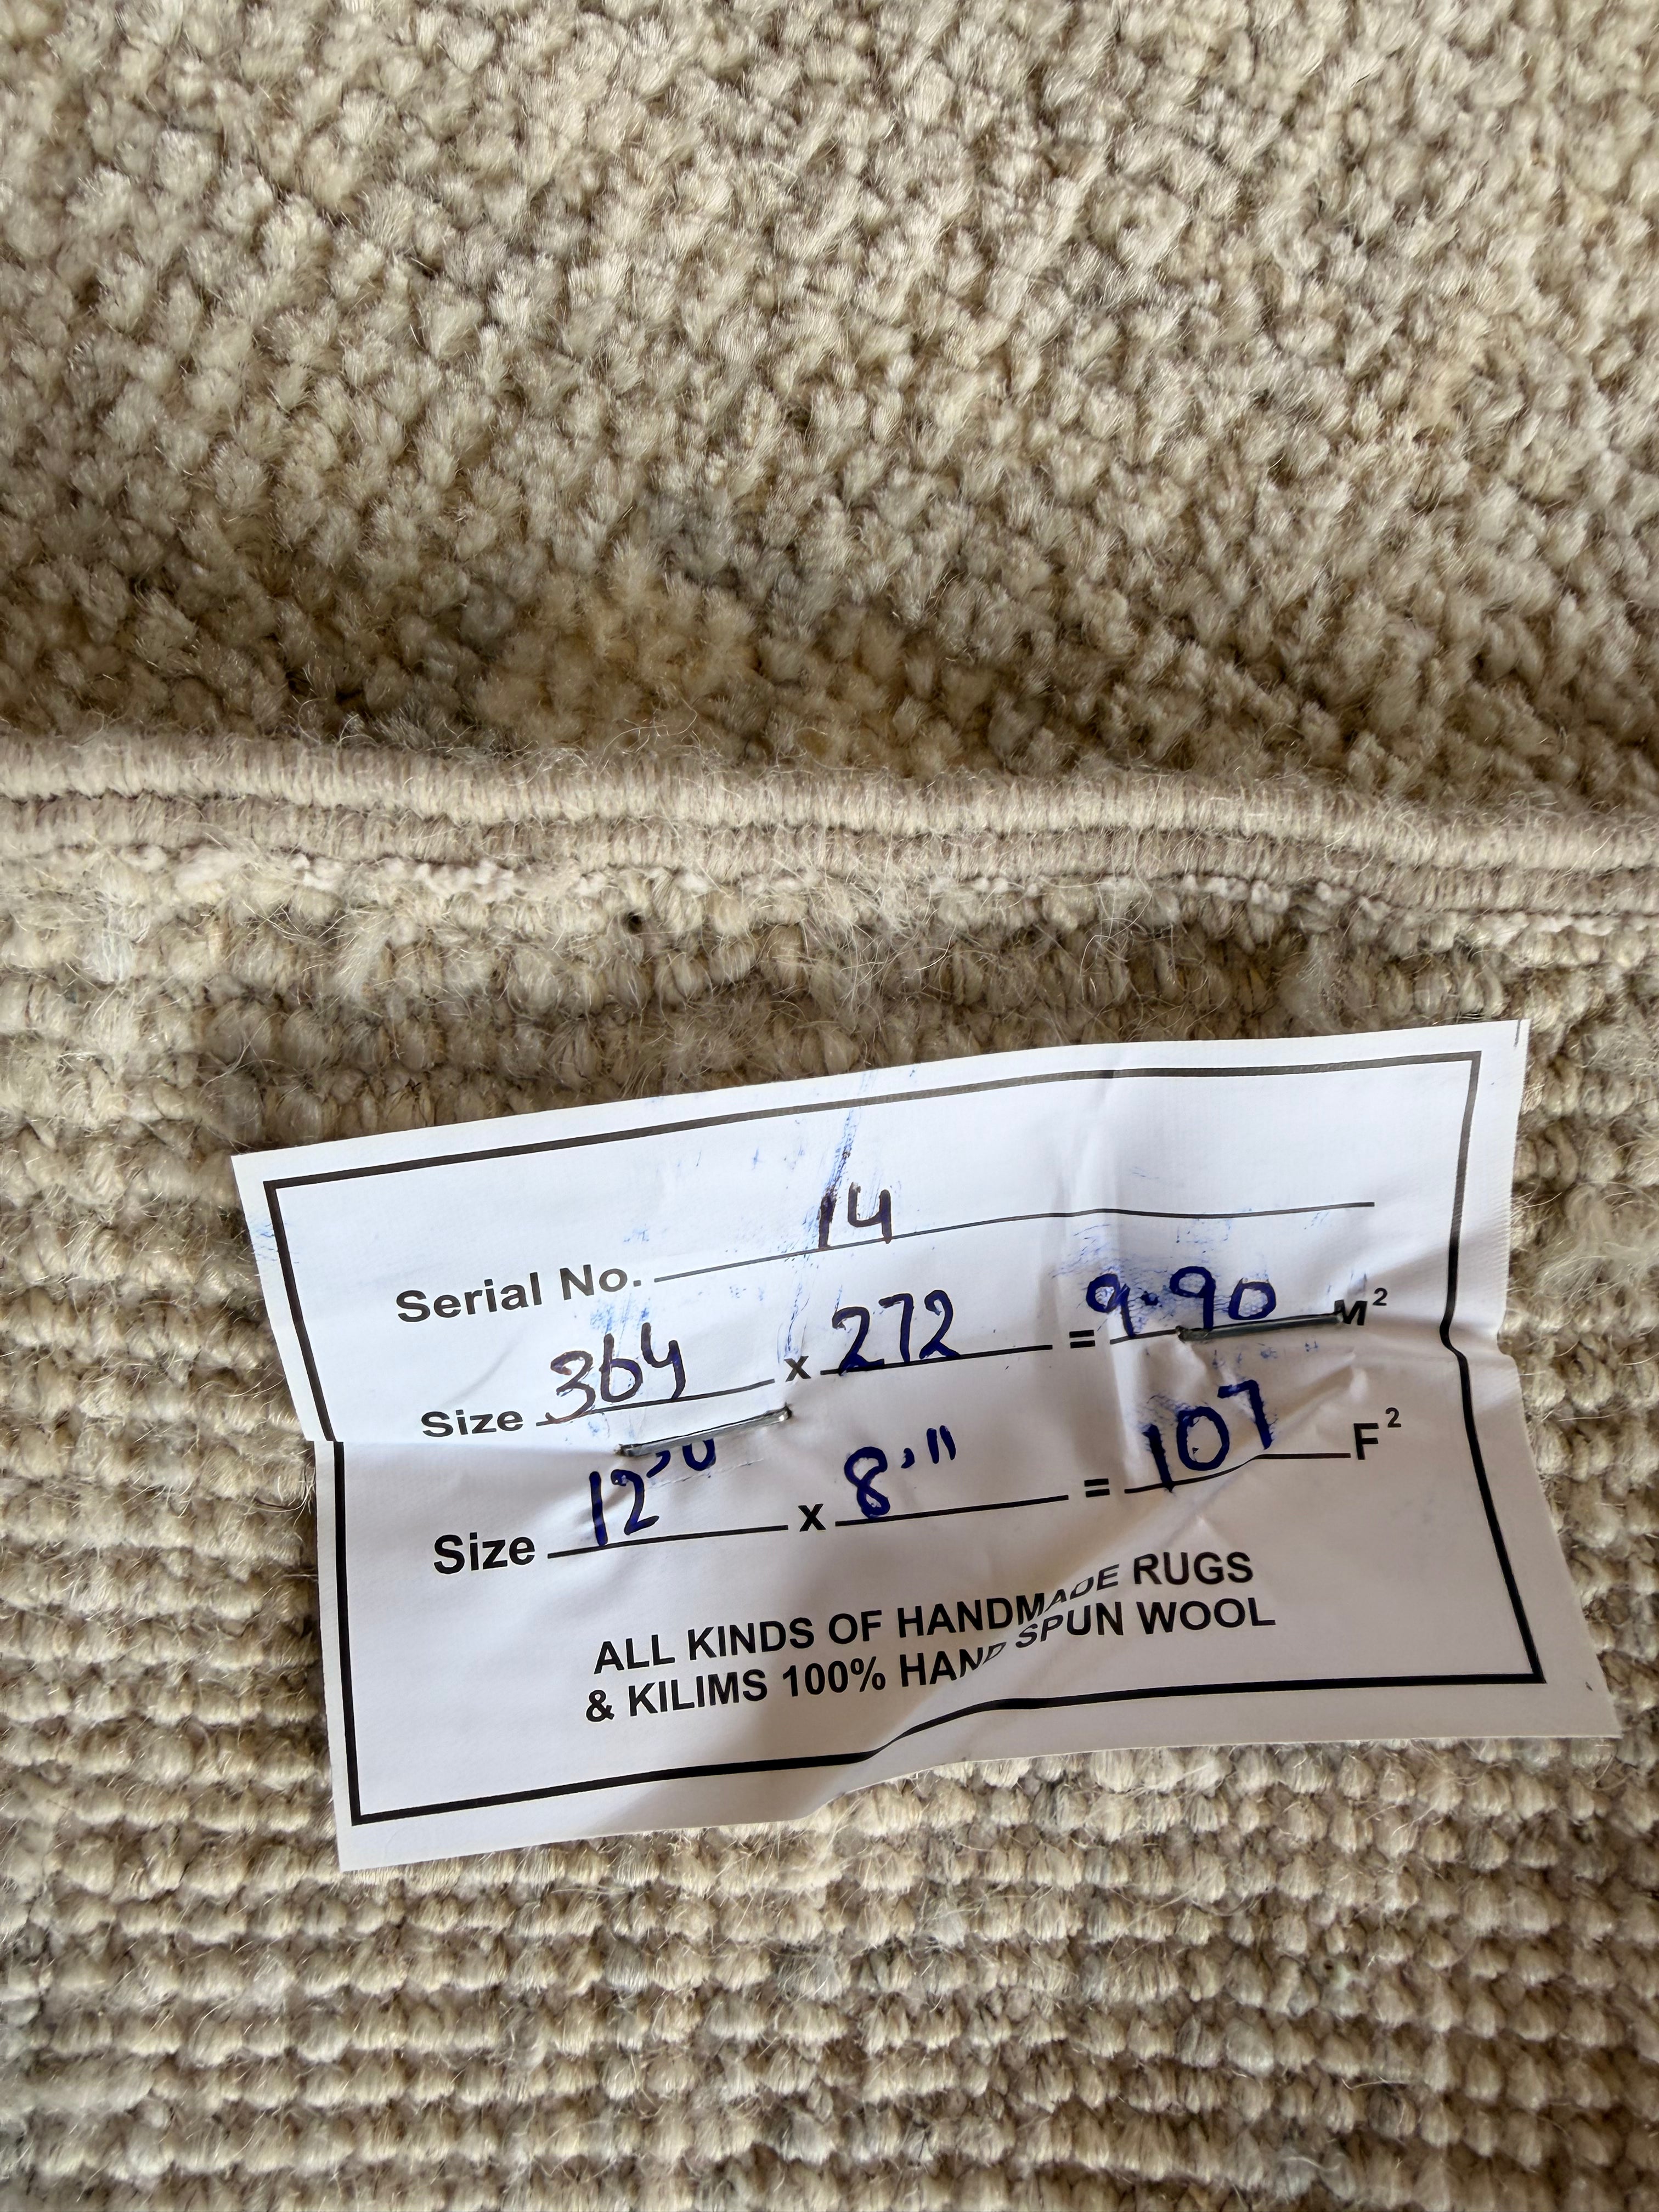 Serial No. 14
Size 364 x 272 = 9.90 M²
Size 12'0 x 8'11 = 107 F²
ALL KINDS OF HANDMADE RUGS
& KILIMS 100% HAND SPUN WOOL